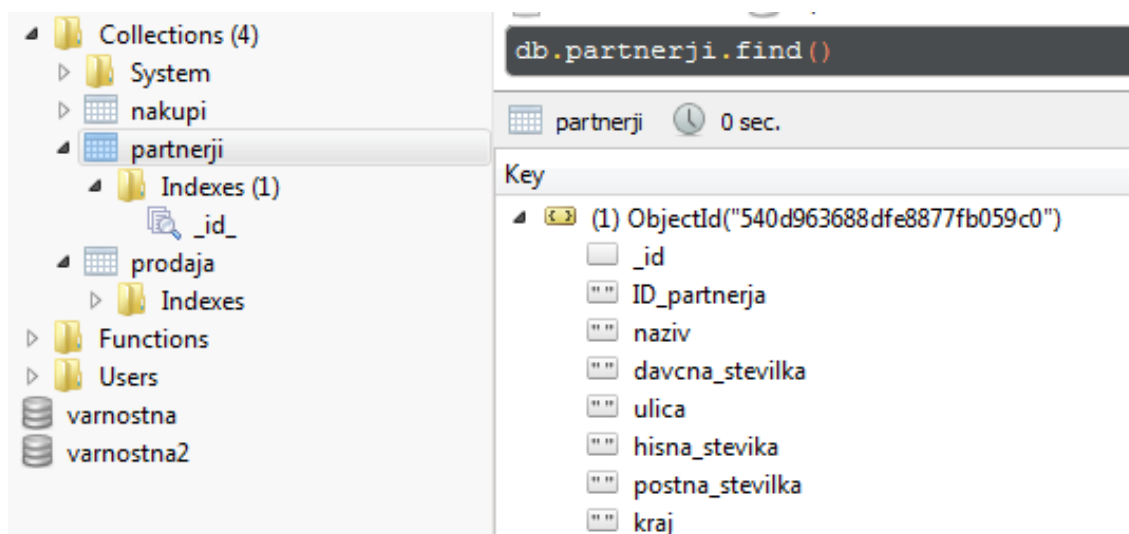 Collections (4)
System
nakupi
partnerji
Indexes (1)
_id_
prodaja
Indexes
Functions
Users
varnostna
varnostna2
db.partnerji.find()
partnerji 0 sec.
Key
(1) ObjectId("540d963688dfe8877fb059c0")
_id
ID_partnerja
naziv
davcna_stevilka
ulica
hisna_stevika
postna_stevilka
kraj